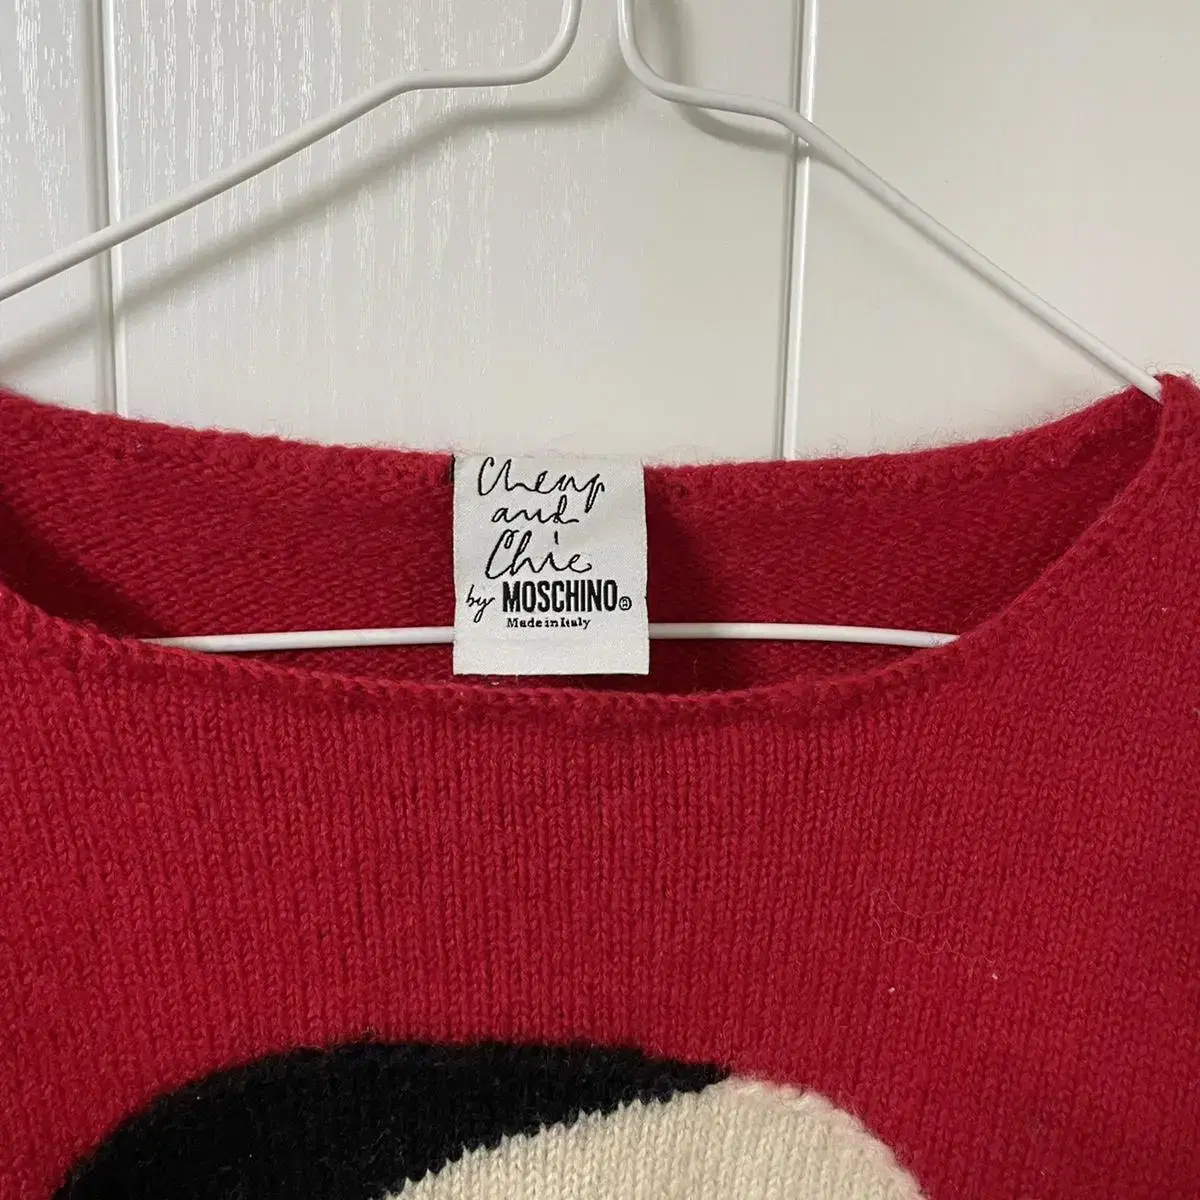 Cheap
and
Chic
by MOSCHINO®
Made in Italy